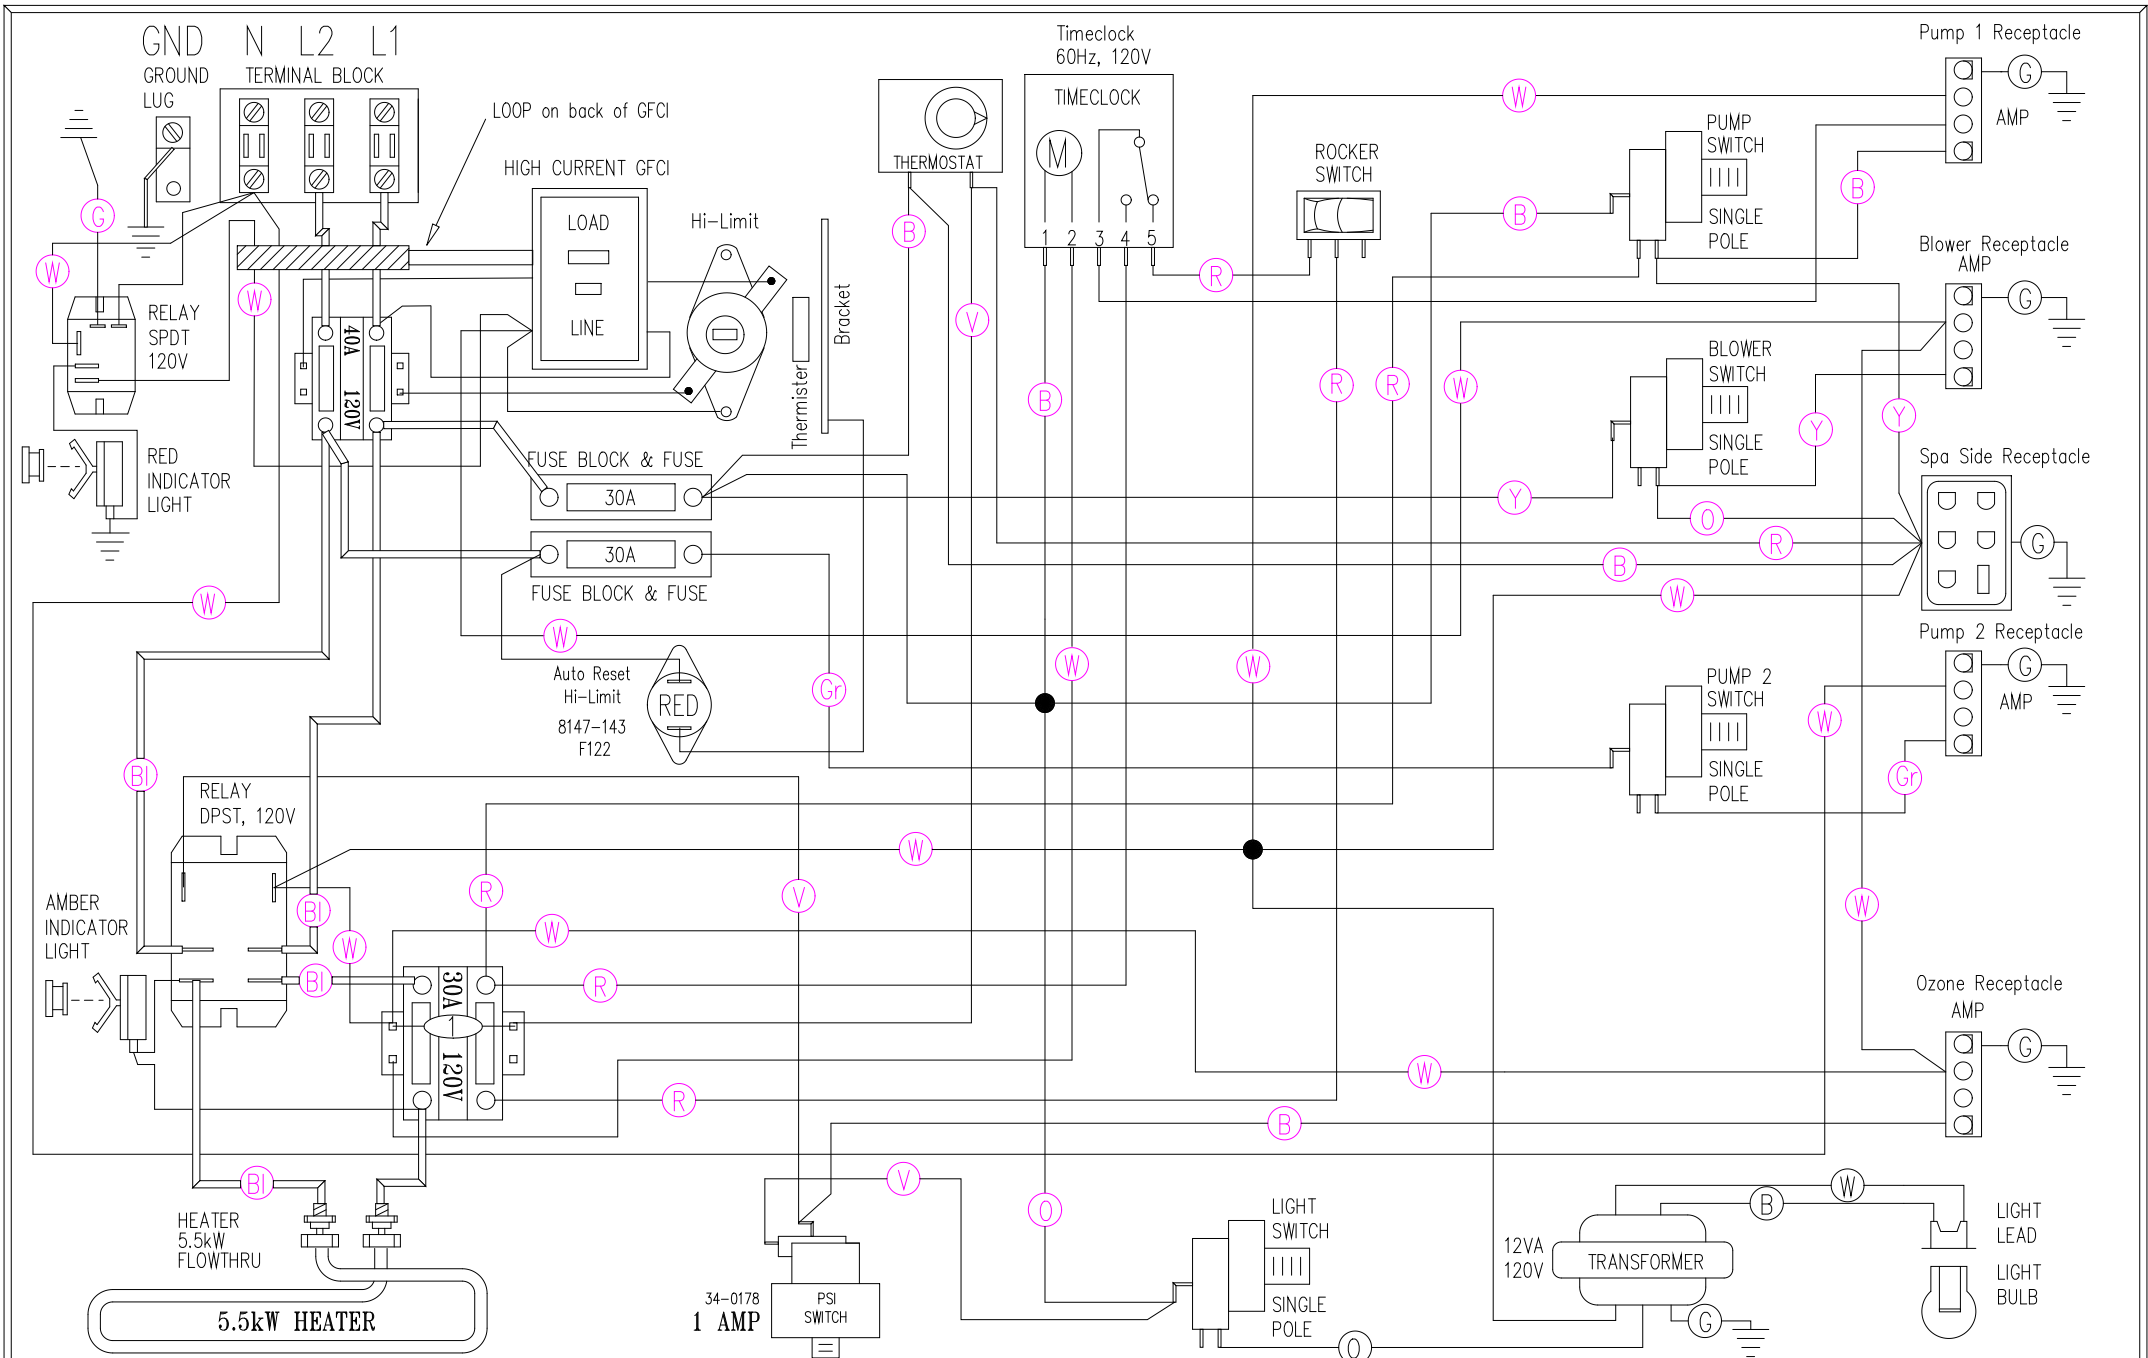 GND N L2 L1
GROUND
LUG
TERMINAL BLOCK
LOOP on back of GFCI
HIGH CURRENT GFCI
LOAD
LINE
Hi-Limit
Thermister
Bracket
THERMOSTAT
Timeclock
60Hz, 120V
TIMECLOCK
M
1 2 3 4 5
ROCKER
SWITCH
PUMP
SWITCH
SINGLE
POLE
Pump 1 Receptacle
G
AMP
W
B
B
G
W
W
B
R
RELAY
SPDT
120V
40A 120V
V
Blower Receptacle
AMP
G
BLOWER
SWITCH
SINGLE
POLE
B
R
R
W
Y
Y
RED
INDICATOR
LIGHT
FUSE BLOCK & FUSE
30A
30A
FUSE BLOCK & FUSE
Y
O
R
B
W
Spa Side Receptacle
G
W
W
W
W
Auto Reset
Hi-Limit
8147-143
F122
RED
Gr
Pump 2 Receptacle
G
AMP
PUMP 2
SWITCH
SINGLE
POLE
W
Gr
Bl
RELAY
DPST, 120V
W
R
V
Bl
W
W
W
AMBER
INDICATOR
LIGHT
Bl
30A 1 120V
R
Ozone Receptacle
AMP
G
R
W
B
Bl
V
O
HEATER
5.5kW
FLOWTHRU
5.5kW HEATER
34-0178
1 AMP
PSI
SWITCH
LIGHT
SWITCH
SINGLE
POLE
O
12VA
120V
TRANSFORMER
W
B
G
LIGHT
LEAD
LIGHT
BULB